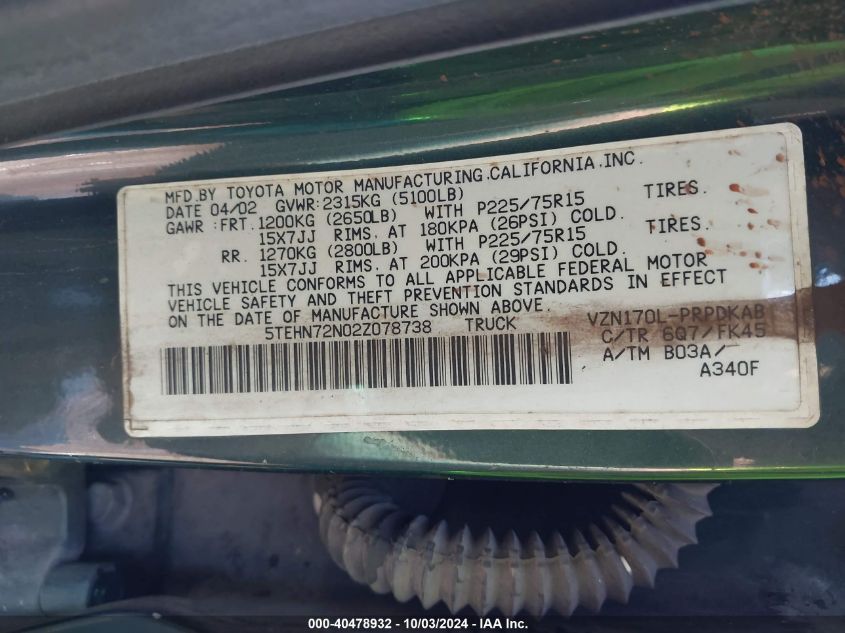 MFD.BY TOYOTA MOTOR MANUFACTURING.CALIFORNIA.INC.
DATE 04/02 GVWR:2315KG (5100LB)
GAWR:FRT.1200KG (2650LB) WITH P225/75R15 TIRES.
15X7JJ RIMS. AT 180KPA (26PSI) COLD.
RR. 1270KG (2800LB) WITH P225/75R15 TIRES.
15X7JJ RIMS. AT 200KPA (29PSI) COLD.
THIS VEHICLE CONFORMS TO ALL APPLICABLE FEDERAL MOTOR
VEHICLE SAFETY AND THEFT PREVENTION STANDARDS IN EFFECT
ON THE DATE OF MANUFACTURE SHOWN ABOVE.
5TEHN72N02Z078738 TRUCK VZN170L-PRPDKAB
C/TR 6Q7/FK45
A/TM B03A/
A340F
000-40478932 - 10/03/2024 - IAA Inc.